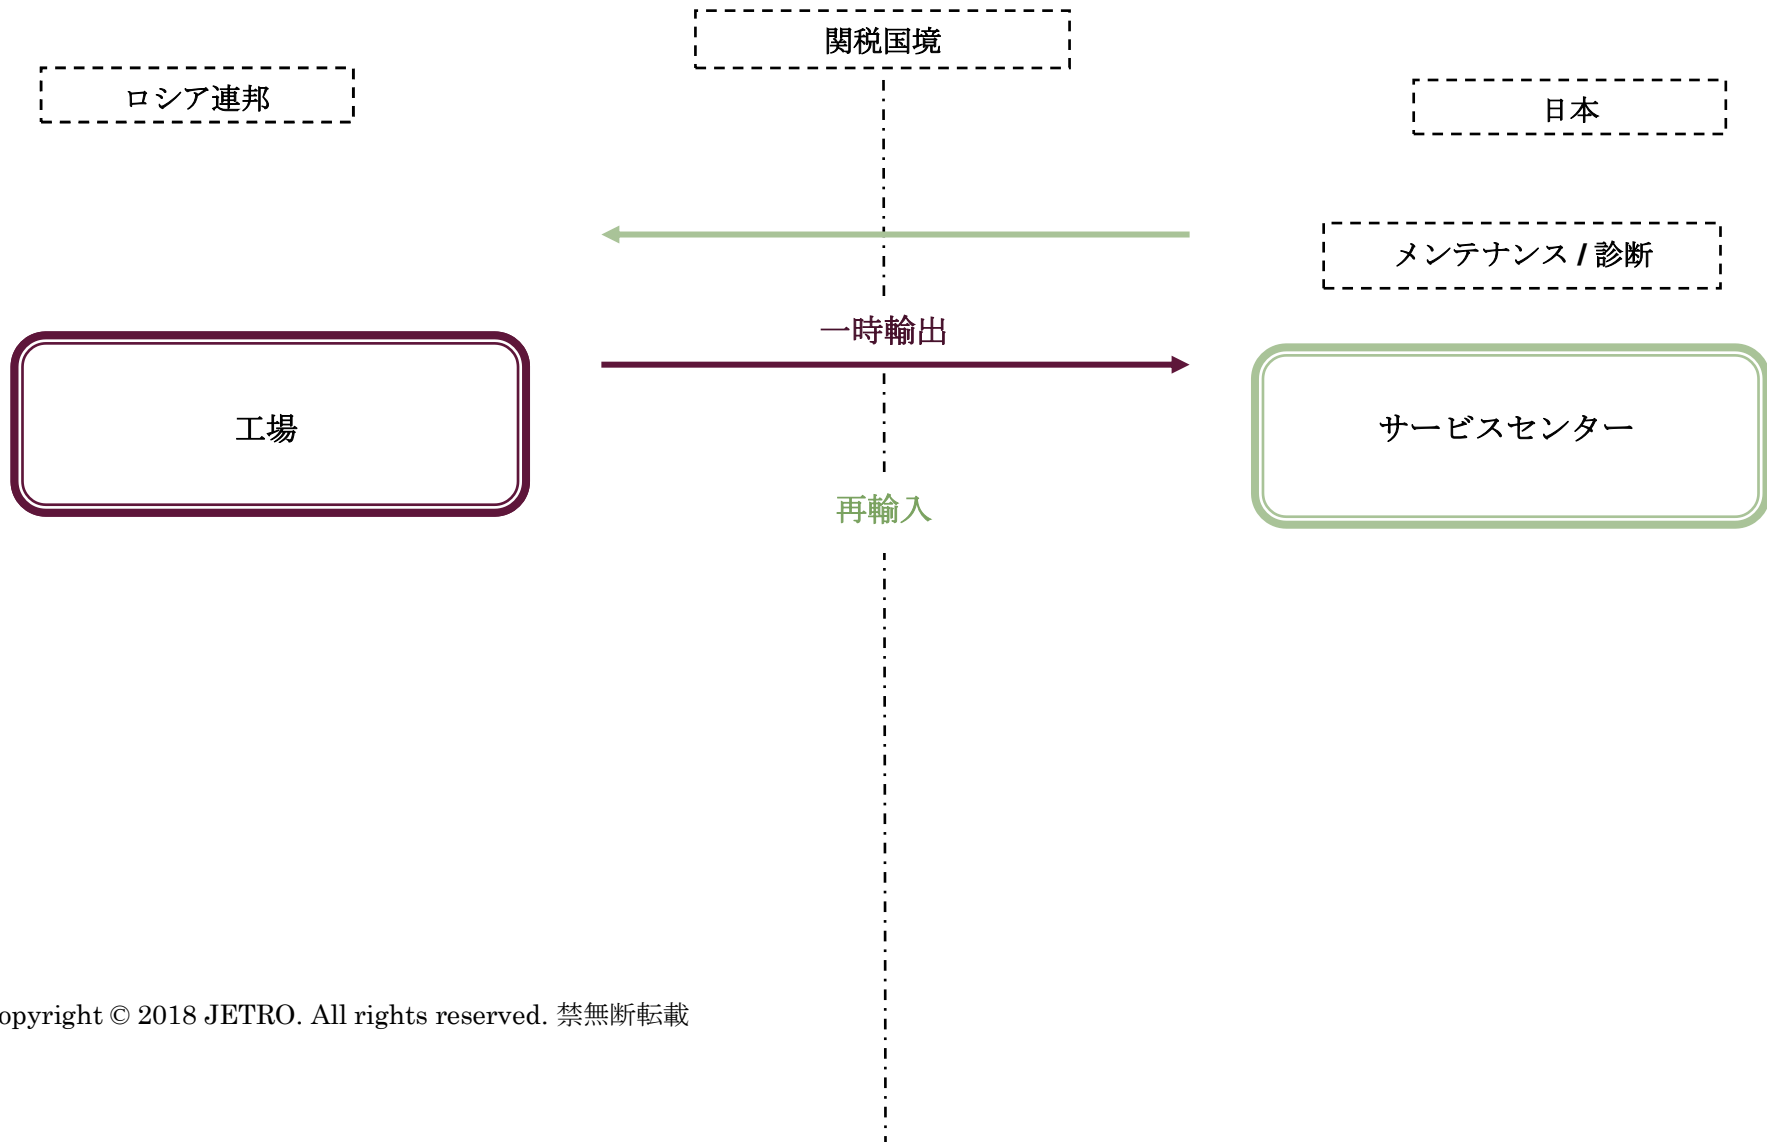 関税国境
ロシア連邦
日本
メンテナンス / 診断
一時輸出
工場
サービスセンター
再輸入
opyright © 2018 JETRO. All rights reserved. 禁無断転載